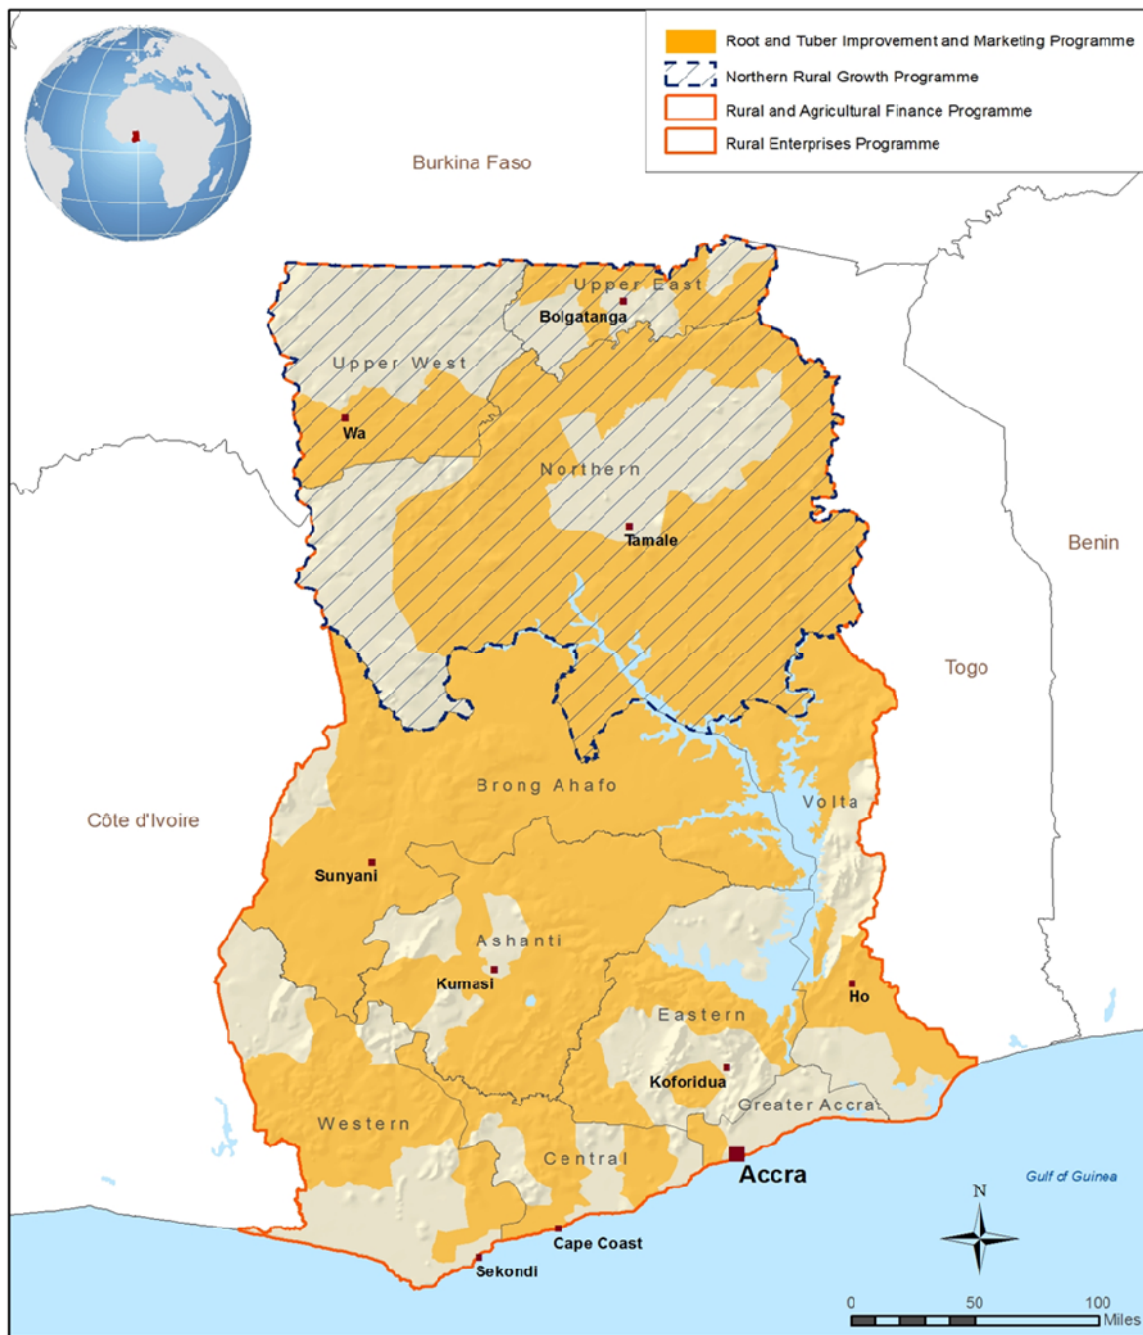 Root and Tuber Improvement and Marketing Programme
Northern Rural Growth Programme
Rural and Agricultural Finance Programme
Rural Enterprises Programme
Burkina Faso
Upper East
Bolgatanga
Upper West
Wa
Northern
Tamale
Benin
Togo
Brong Ahafo
Volta
Côte d'Ivoire
Sunyani
Ashanti
Kumasi
Ho
Eastern
Koforidua
Greater Accra
Western
Central
Accra
Gulf of Guinea
N
Cape Coast
Sekondi
0 50 100
Miles